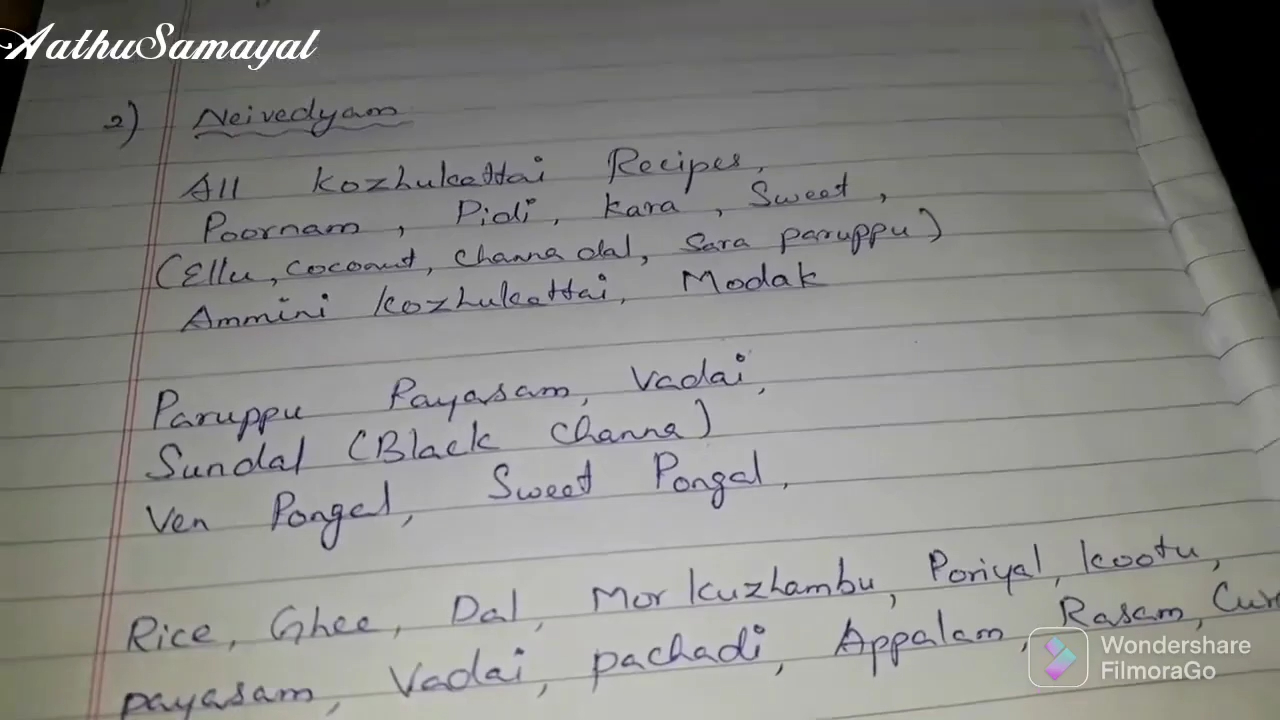 AathuSamayal
2) Neivedyam
All Kozhukattai Recipes,
Poornam, Pidi, Kara, Sweet,
(Ellu, Coconut, Channa dal, Sara paruppu)
Ammini Kozhukattai, Modak
Paruppu Payasam, Vadai,
Sundal (Black Channa)
Ven Pongal, Sweet Pongal,
Rice, Ghee, Dal, Mor Kuzhambu, Poriyal, Kootu,
payasam, Vadai, pachadi, Appalam, Rasam,
Wondershare
FilmoraGo